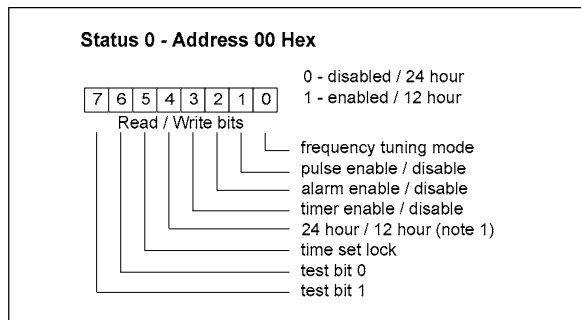 Status 0 - Address 00 Hex
0 - disabled / 24 hour
1 - enabled / 12 hour
7 6 5 4 3 2 1 0
Read / Write bits
frequency tuning mode
pulse enable / disable
alarm enable / disable
timer enable / disable
24 hour / 12 hour (note 1)
time set lock
test bit 0
test bit 1